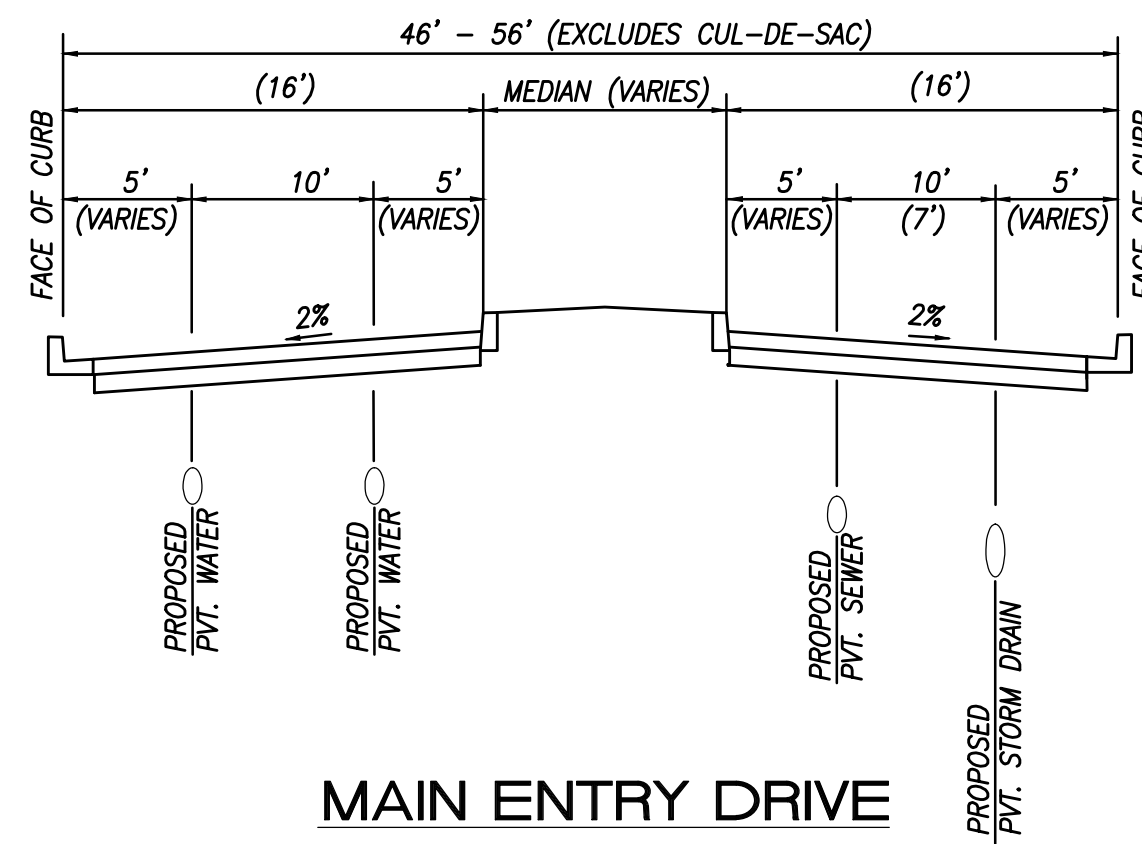 46' - 56' (EXCLUDES CUL-DE-SAC)
(16')
MEDIAN (VARIES)
(16')
FACE OF CURB
FACE OF CURB
5'
(VARIES)
10'
5'
(VARIES)
5'
(VARIES)
10'
(7')
5'
(VARIES)
2%
2%
PROPOSED
PVT. WATER
PROPOSED
PVT. WATER
PROPOSED
PVT. SEWER
PROPOSED
PVT. STORM DRAIN
MAIN ENTRY DRIVE